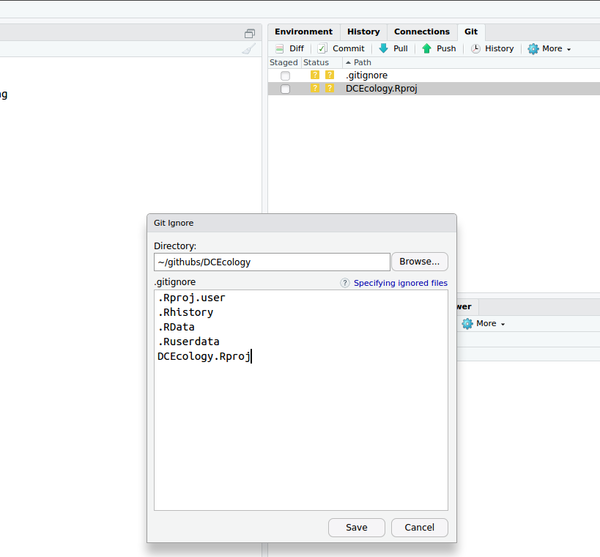 Environment History Connections Git
Diff Commit Pull Push History More
Staged Status Path
? ? .gitignore
g
? ? DCEcology.Rproj
Git Ignore
Directory:
~/githubs/DCEcology Browse...
.gitignore ? Specifying ignored files
.Rproj.user
wer
.Rhistory
More
.RData
.Ruserdata
DCEcology.Rproj
Save Cancel